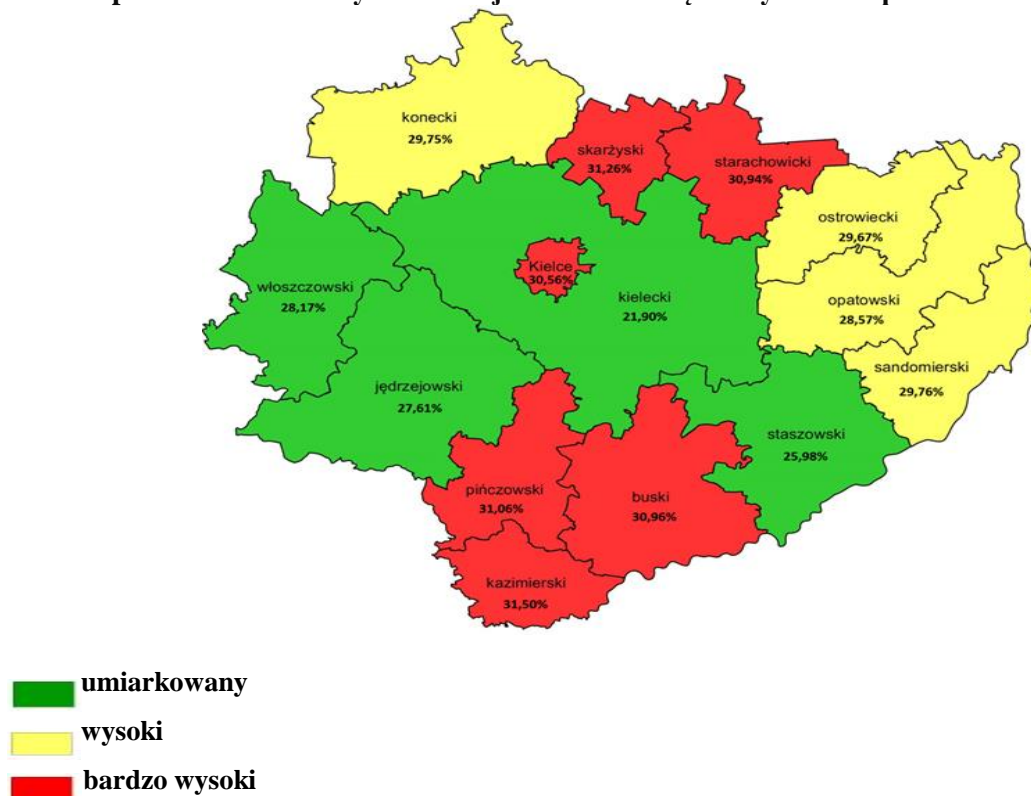 konecki
29,75%
skarżyski
31,26%
starachowicki
30,94%
ostrowiecki
29,67%
Kielce
30,56%
włoszczowski
28,17%
kielecki
21,90%
opatowski
28,57%
sandomierski
29,76%
jędrzejowski
27,61%
staszowski
25,98%
pińczowski
31,06%
buski
30,96%
kazimierski
31,50%
umiarkowany
wysoki
bardzo wysoki